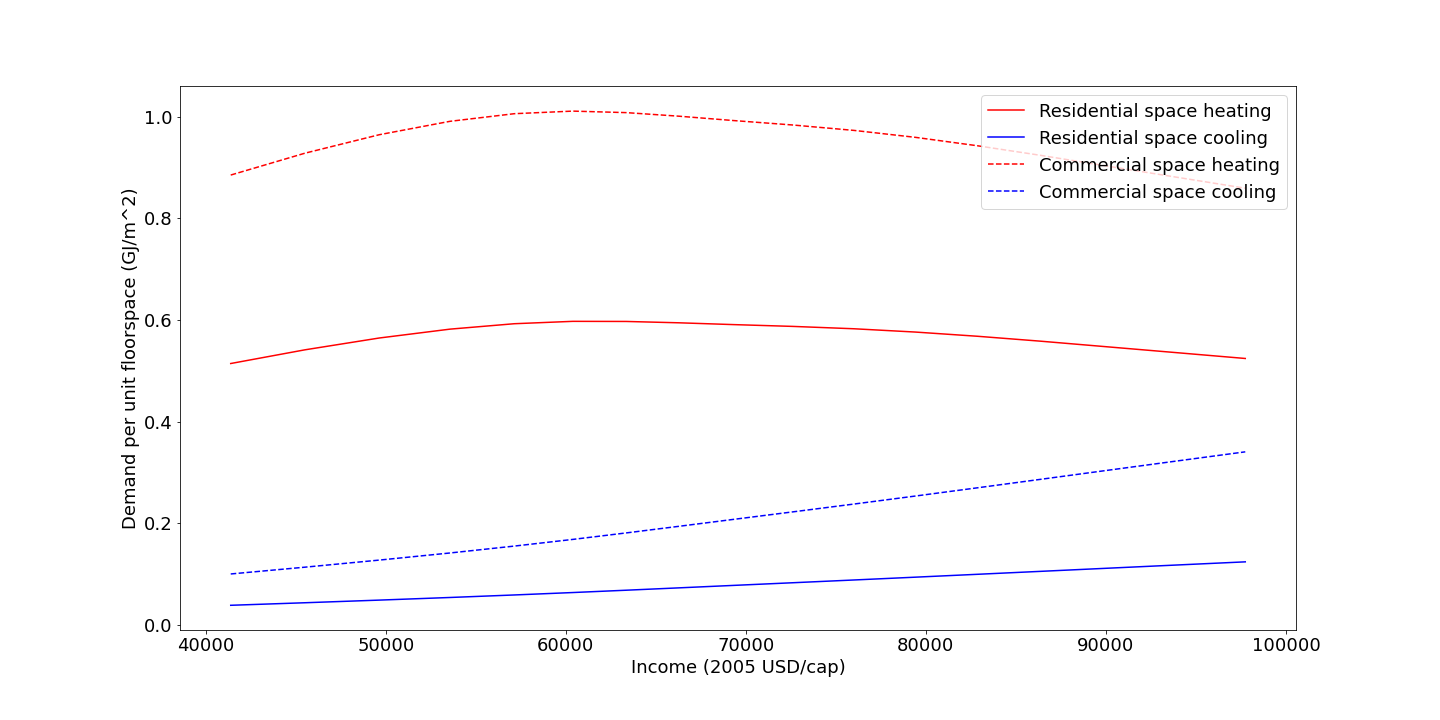 Residential space heating
Residential space cooling
Commercial space heating
Commercial space cooling
Demand per unit floorspace (GJ/m^2)
1.0
0.8
0.6
0.4
0.2
0.0
40000 50000 60000 70000 80000 90000 100000
Income (2005 USD/cap)